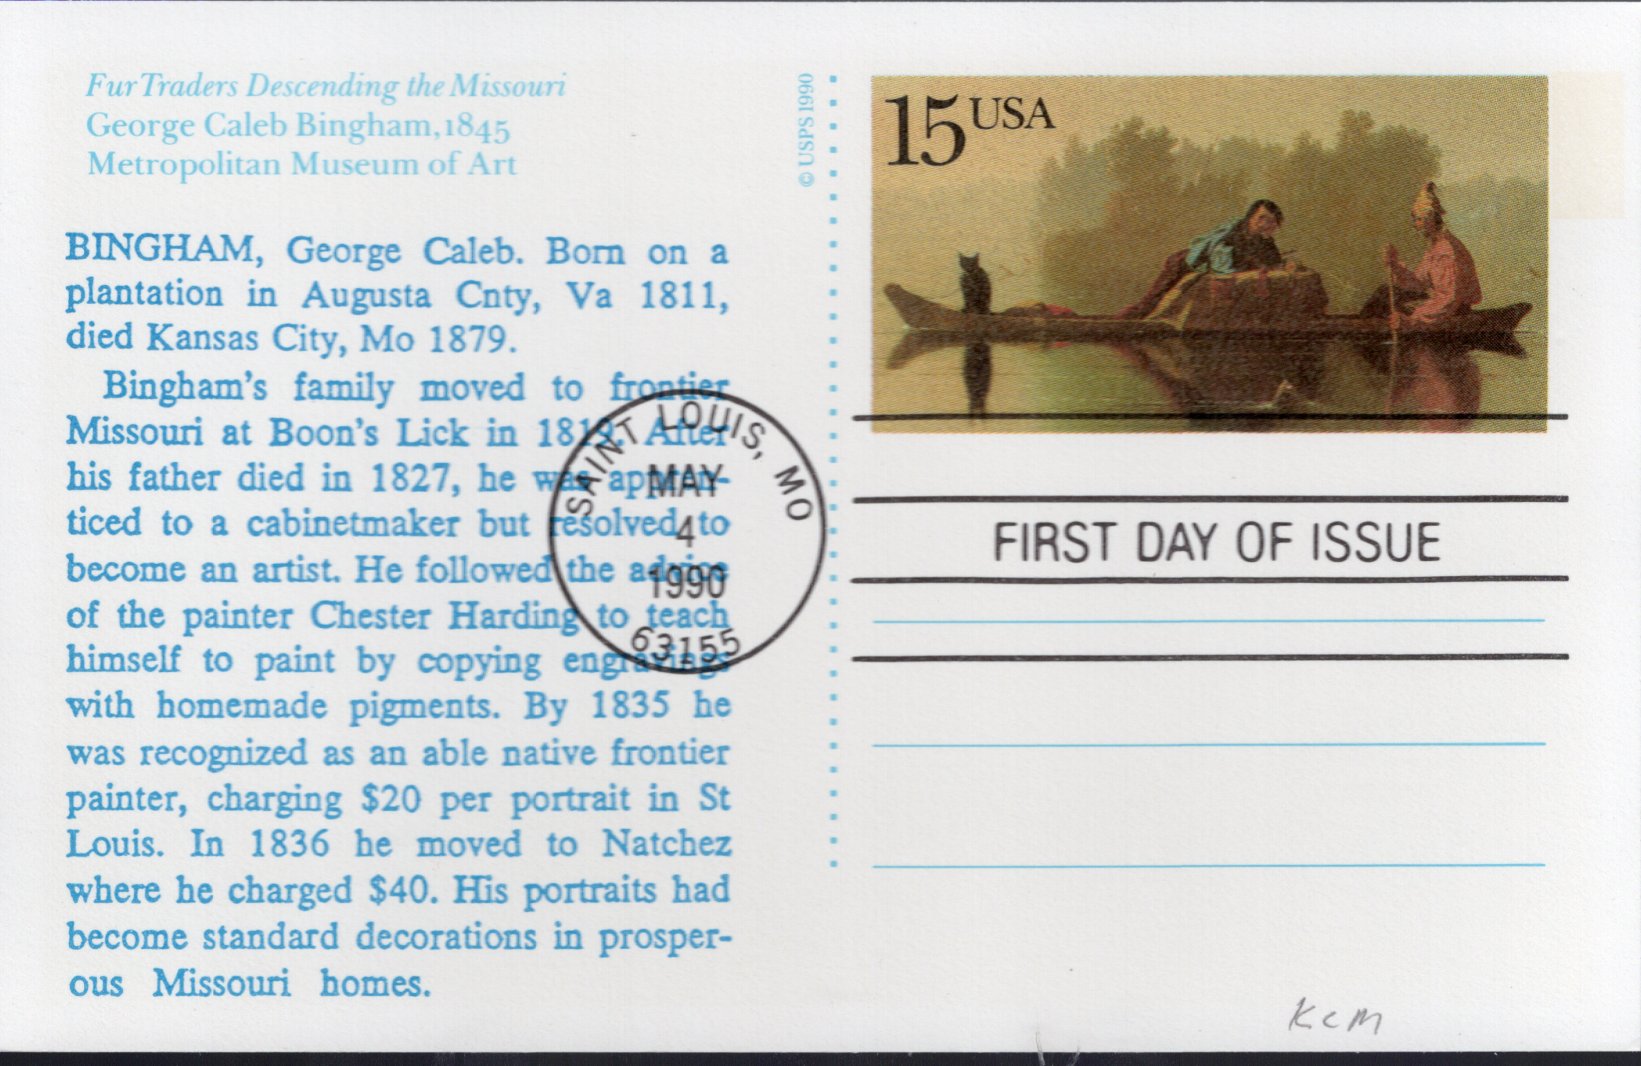 Fur Traders Descending the Missouri
George Caleb Bingham, 1845
Metropolitan Museum of Art
© USPS 1990
15 USA
BINGHAM, George Caleb. Born on a
plantation in Augusta Cnty, Va 1811,
died Kansas City, Mo 1879.
Bingham's family moved to frontier
Missouri at Boon's Lick in 1819. After
his father died in 1827, he was appren-
ticed to a cabinetmaker but resolved to
become an artist. He followed the advice
of the painter Chester Harding to teach
himself to paint by copying engravings
with homemade pigments. By 1835 he
was recognized as an able native frontier
painter, charging $20 per portrait in St
Louis. In 1836 he moved to Natchez
where he charged $40. His portraits had
become standard decorations in prosper-
ous Missouri homes.
SAINT LOUIS, MO
MAY
4
1990
63155
FIRST DAY OF ISSUE
KCM